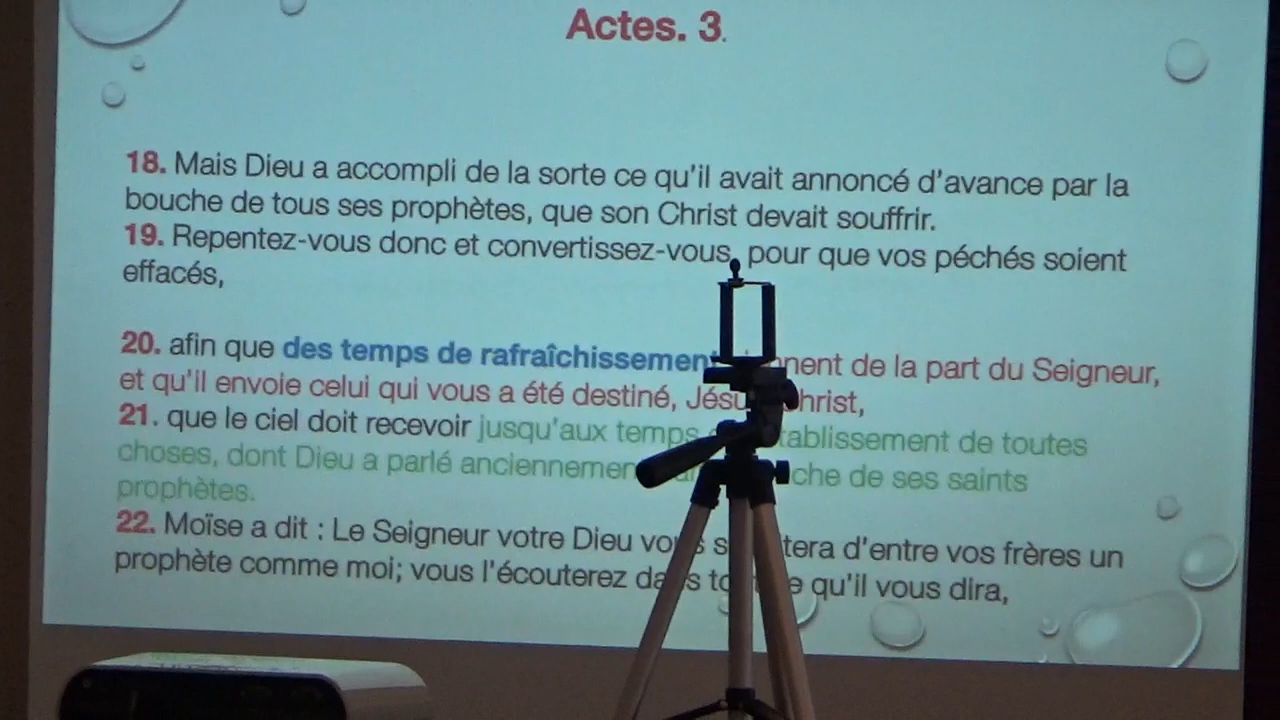 Actes. 3.
18. Mais Dieu a accompli de la sorte ce qu'il avait annoncé d'avance par la
bouche de tous ses prophètes, que son Christ devait souffrir.
19. Repentez-vous donc et convertissez-vous, pour que vos péchés soient
effacés,
20. afin que des temps de rafraîchissement de la part du Seigneur,
et qu'il envoie celui qui vous a été destiné, Jésus Christ,
21. que le ciel doit recevoir jusqu'aux temps de toutes
choses, dont Dieu a parlé anciennement de ses saints
prophètes.
22. Moïse a dit : Le Seigneur votre Dieu vous d'entre vos frères un
prophète comme moi; vous l'écouterez dans qu'il vous dira,